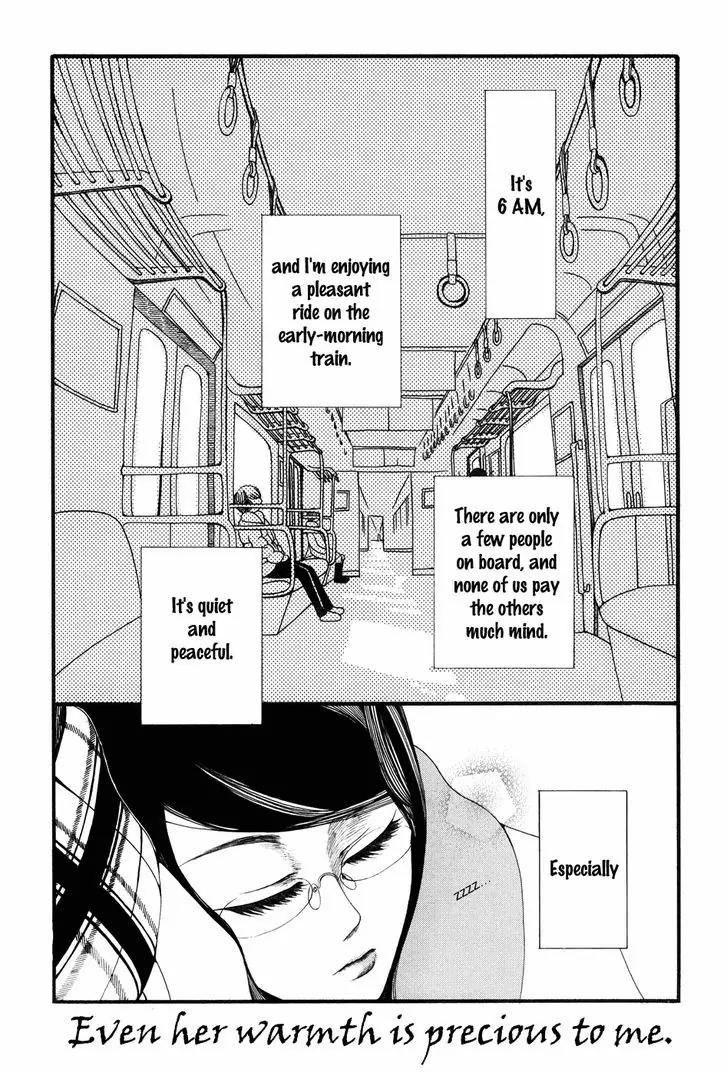 It's
6 AM,
and I'm enjoying
a pleasant
ride on the
early-morning
train.
There are only
a few people
on board, and
none of us pay
the others
much mind.
It's quiet
and
peaceful.
Especially
zzzz...
Even her warmth is precious to me.